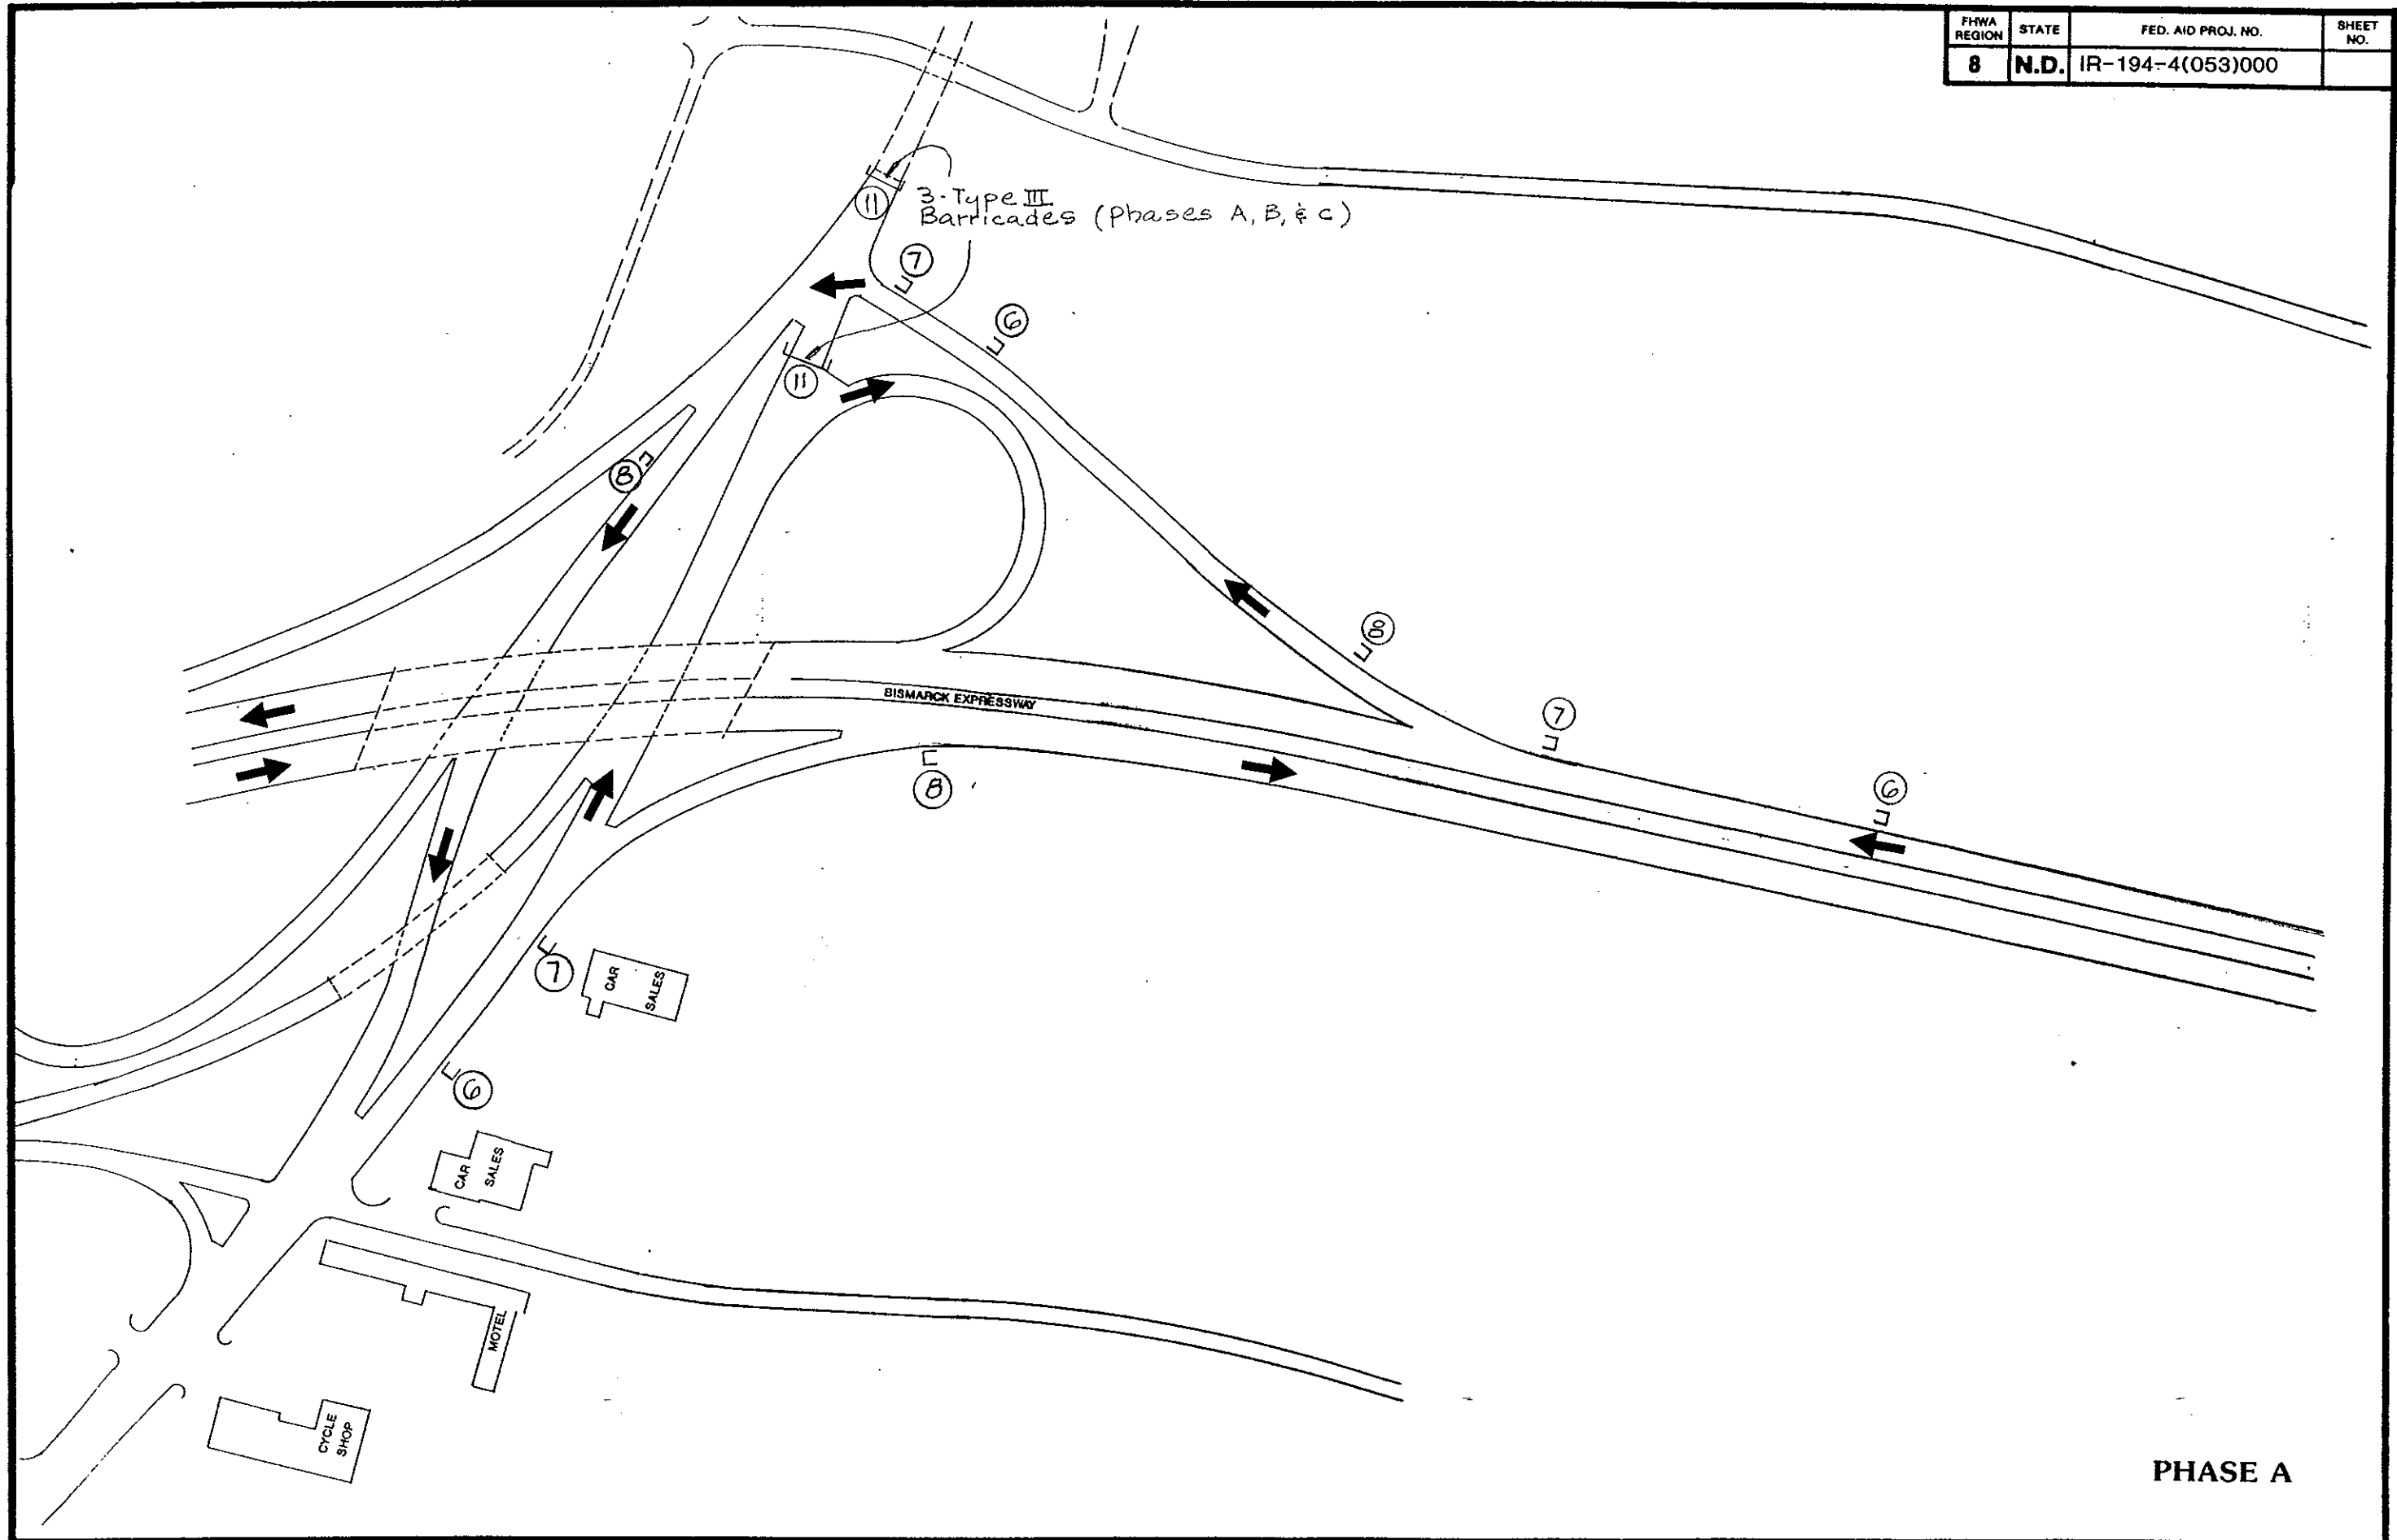 FHWA REGION STATE FED. AID PROJ. NO. SHEET NO.
8 N.D. IR-194-4(053)000
11
3-Type III
Barricades (Phases A, B, & C)
7
6
11
8
8
7
BISMARCK EXPRESSWAY
8
6
7
CAR SALES
6
CAR SALES
MOTEL
CYCLE SHOP
PHASE A